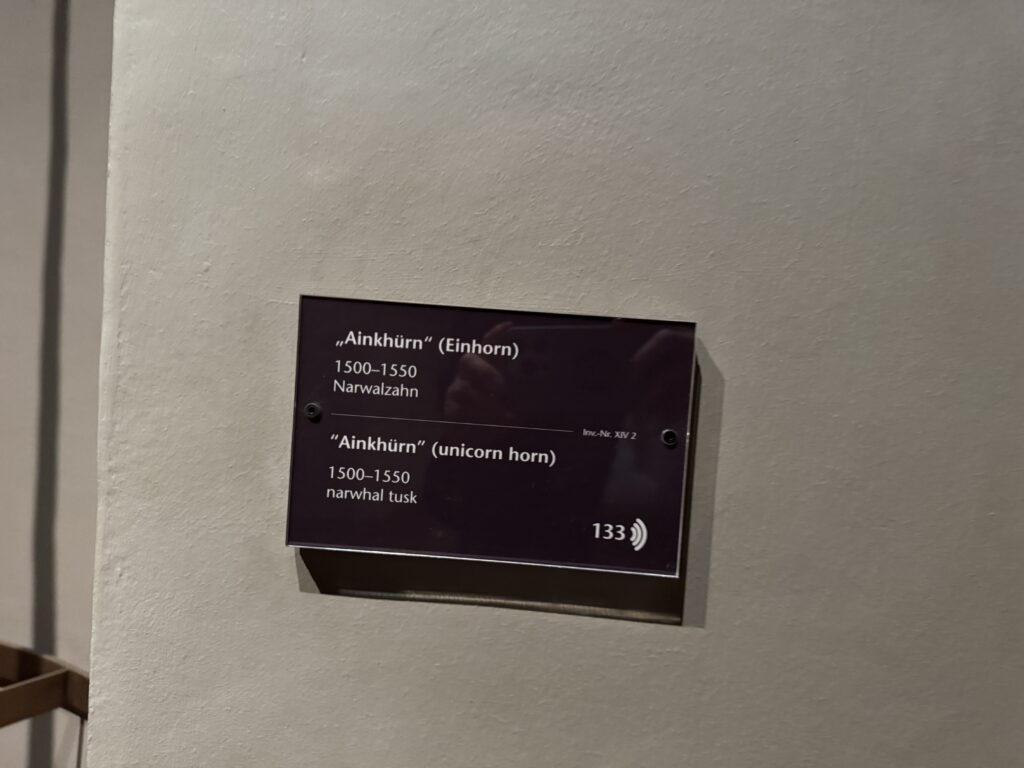 „Ainkhürn“ (Einhorn)
1500–1550
Narwalzahn
Inv.-Nr. XIV 2
“Ainkhürn” (unicorn horn)
1500–1550
narwhal tusk
133